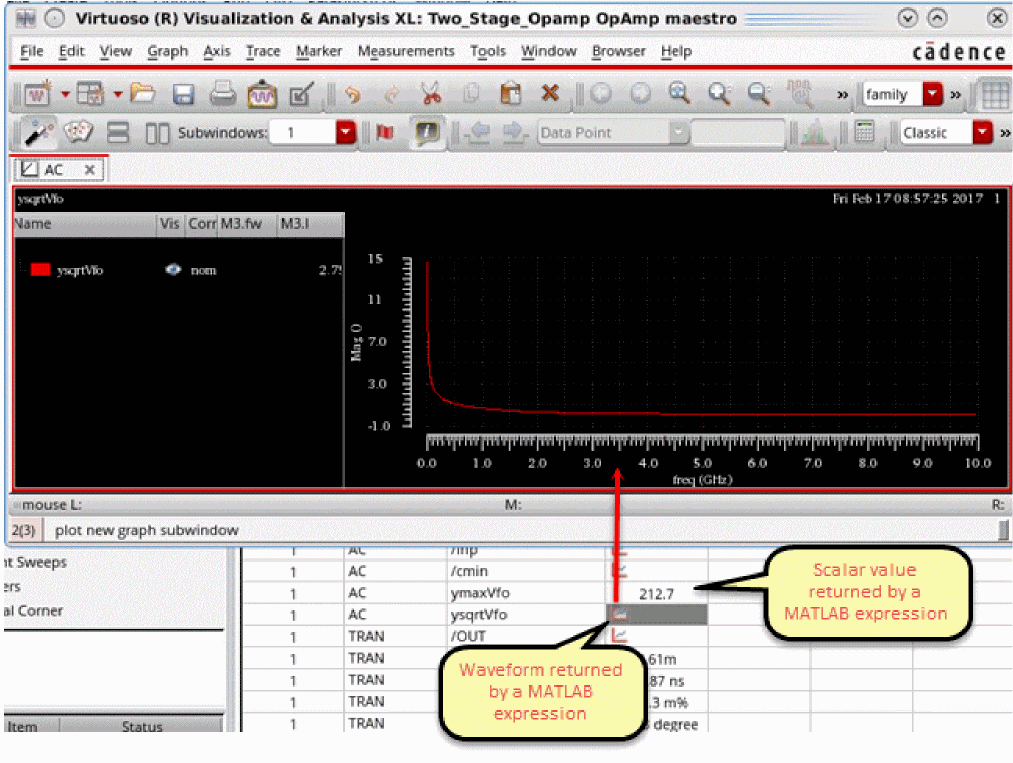 Virtuoso (R) Visualization & Analysis XL: Two_Stage_Opamp OpAmp maestro
File Edit View Graph Axis Trace Marker Measurements Tools Window Browser Help
cādence
family
Subwindows: 1
Data Point
Classic
AC
ysqrtVfo
Fri Feb 17 08:57:25 2017 1
Name Vis Corr M3.fw M3.I
ysqrtVfo nom 2.75
Mag ()
15
11
7.0
3.0
-1.0
0.0 1.0 2.0 3.0 4.0 5.0 6.0 7.0 8.0 9.0 10.0
freq (GHz)
mouse L: M: R:
2(3) plot new graph subwindow
nt Sweeps
ers
al Corner
Item Status
1 AC /inp
1 AC /cmin
1 AC ymaxVfo 212.7
1 AC ysqrtVfo
1 TRAN /OUT
1 TRAN .61m
1 TRAN 87 ns
1 TRAN .3 m%
1 TRAN degree
Scalar value
returned by a
MATLAB expression
Waveform returned
by a MATLAB
expression